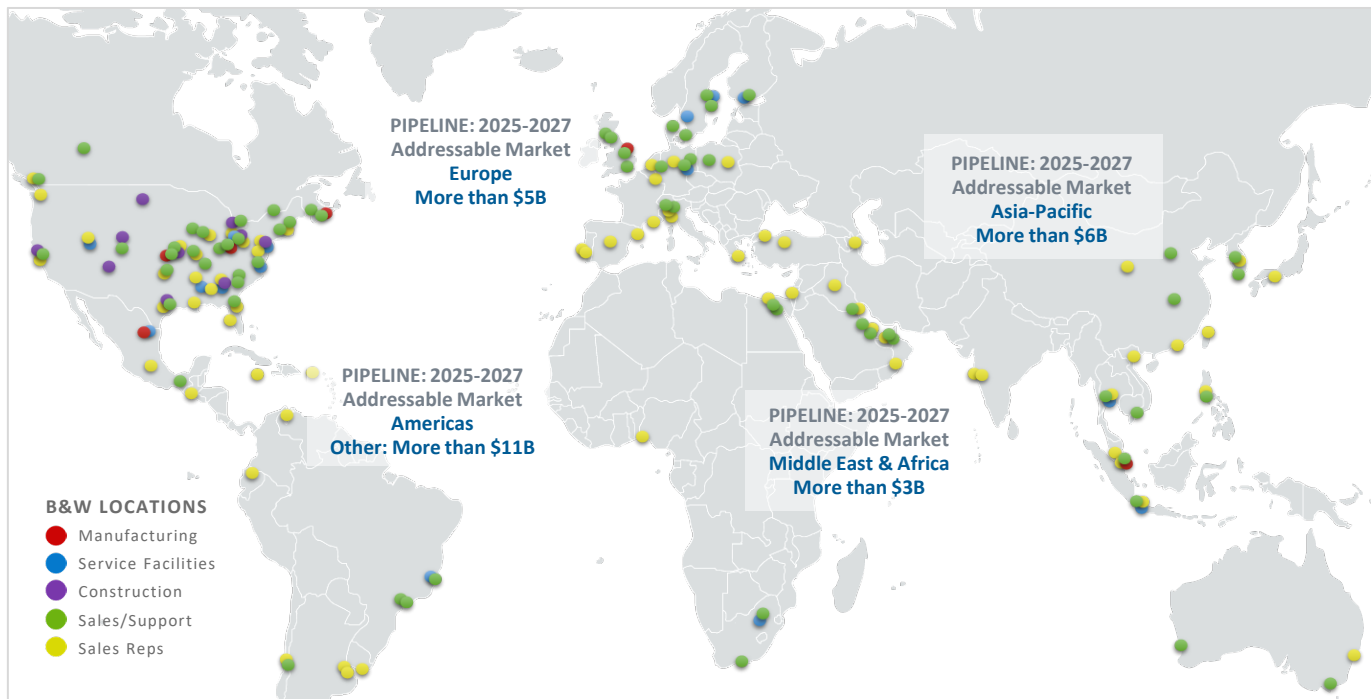 PIPELINE: 2025-2027
Addressable Market
Europe
More than $5B
PIPELINE: 2025-2027
Addressable Market
Asia-Pacific
More than $6B
PIPELINE: 2025-2027
Addressable Market
Americas
Other: More than $11B
PIPELINE: 2025-2027
Addressable Market
Middle East & Africa
More than $3B
B&W LOCATIONS
Manufacturing
Service Facilities
Construction
Sales/Support
Sales Reps